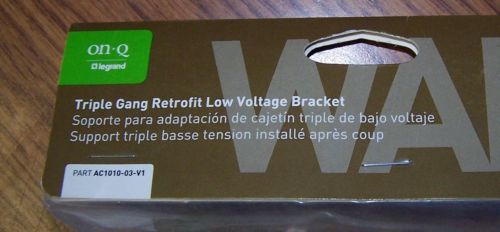 on·Q
legrand
WA
Triple Gang Retrofit Low Voltage Bracket
Soporte para adaptación de cajetín triple de bajo voltaje
Support triple basse tension installé après coup
PART AC1010-03-V1